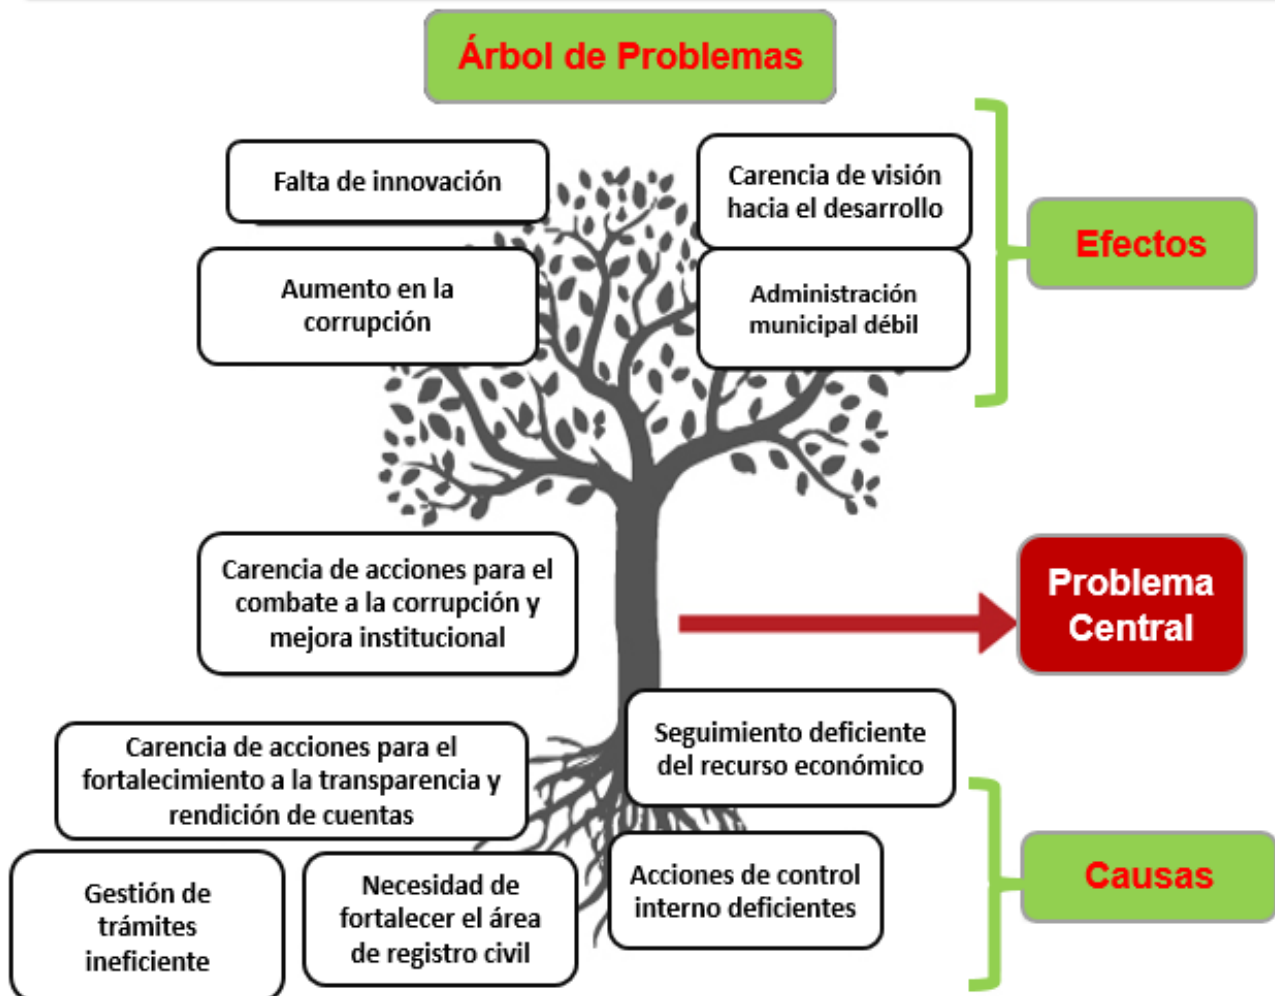 Árbol de Problemas
Falta de innovación
Carencia de visión
hacia el desarrollo
Efectos
Aumento en la
corrupción
Administración
municipal débil
Carencia de acciones para el
combate a la corrupción y
mejora institucional
Problema
Central
Seguimiento deficiente
del recurso económico
Carencia de acciones para el
fortalecimiento a la transparencia y
rendición de cuentas
Causas
Gestión de
trámites
ineficiente
Necesidad de
fortalecer el área
de registro civil
Acciones de control
interno deficientes